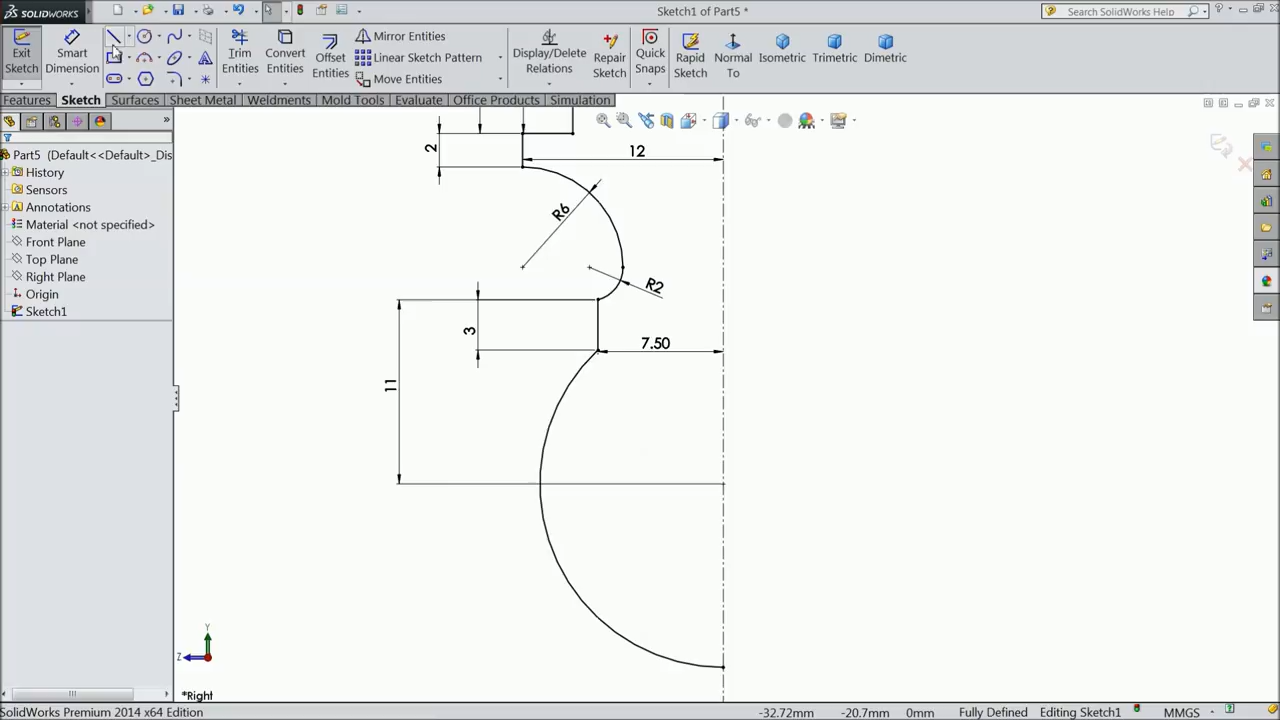 SOLIDWORKS
Sketch1 of Part5 *
Search SolidWorks Help
Exit Sketch
Smart Dimension
Trim Entities
Convert Entities
Offset Entities
Mirror Entities
Linear Sketch Pattern
Move Entities
Display/Delete Relations
Repair Sketch
Quick Snaps
Rapid Sketch
Normal To
Isometric
Trimetric
Dimetric
Features
Sketch
Surfaces
Sheet Metal
Weldments
Mold Tools
Evaluate
Office Products
Simulation
Part5 (Default<<Default>_Dis
History
Sensors
Annotations
Material <not specified>
Front Plane
Top Plane
Right Plane
Origin
Sketch1
2
12
R6
R2
3
7.50
11
Y
Z
*Right
SolidWorks Premium 2014 x64 Edition
-32.72mm
-20.7mm
0mm
Fully Defined
Editing Sketch1
MMGS